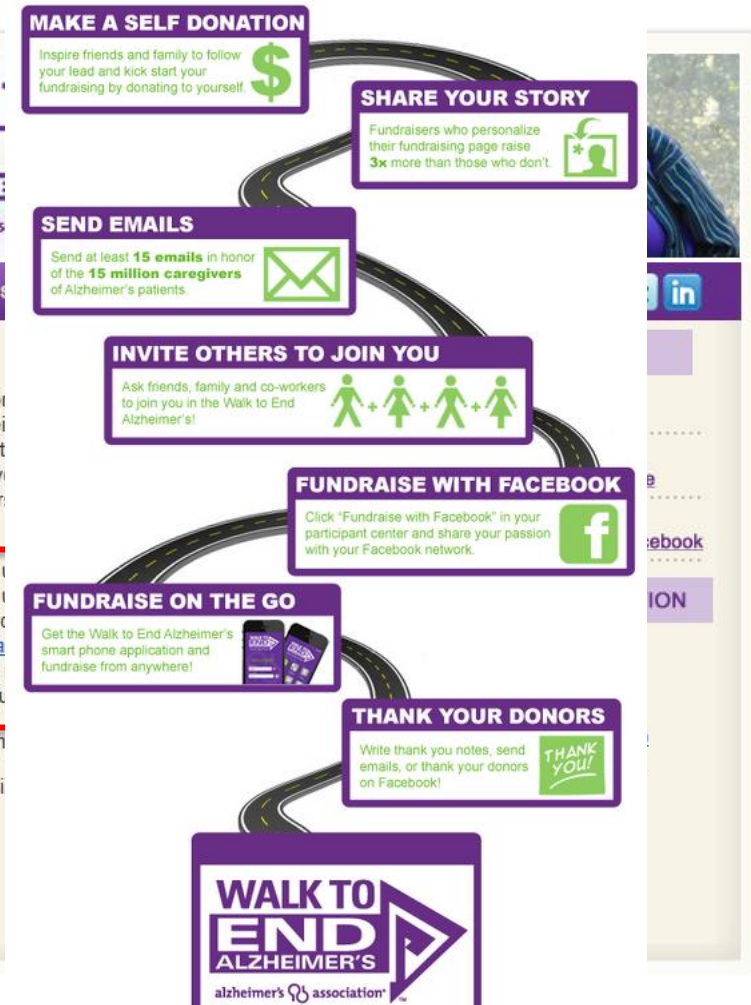 MAKE A SELF DONATION
Inspire friends and family to follow
your lead and kick start your
fundraising by donating to yourself.
$
SHARE YOUR STORY
Fundraisers who personalize
their fundraising page raise
3x more than those who don't.
SEND EMAILS
Send at least 15 emails in honor
of the 15 million caregivers
of Alzheimer's patients.
in
INVITE OTHERS TO JOIN YOU
Ask friends, family and co-workers
to join you in the Walk to End
Alzheimer's!
+ + +
FUNDRAISE WITH FACEBOOK
Click "Fundraise with Facebook" in your
participant center and share your passion
with your Facebook network.
f
ebook
ION
FUNDRAISE ON THE GO
Get the Walk to End Alzheimer's
smart phone application and
fundraise from anywhere!
WALK TO
END
THANK YOUR DONORS
Write thank you notes, send
emails, or thank your donors
on Facebook!
THANK
YOU!
WALK TO
END
ALZHEIMER'S
alzheimer's association®